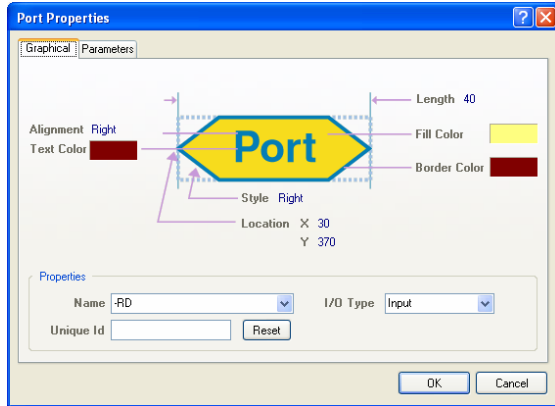 Port Properties
Graphical Parameters
Length 40
Alignment Right
Fill Color
Text Color
Port
Border Color
Style Right
Location X 30
Y 370
Properties
Name -RD
I/O Type Input
Unique Id
Reset
OK
Cancel